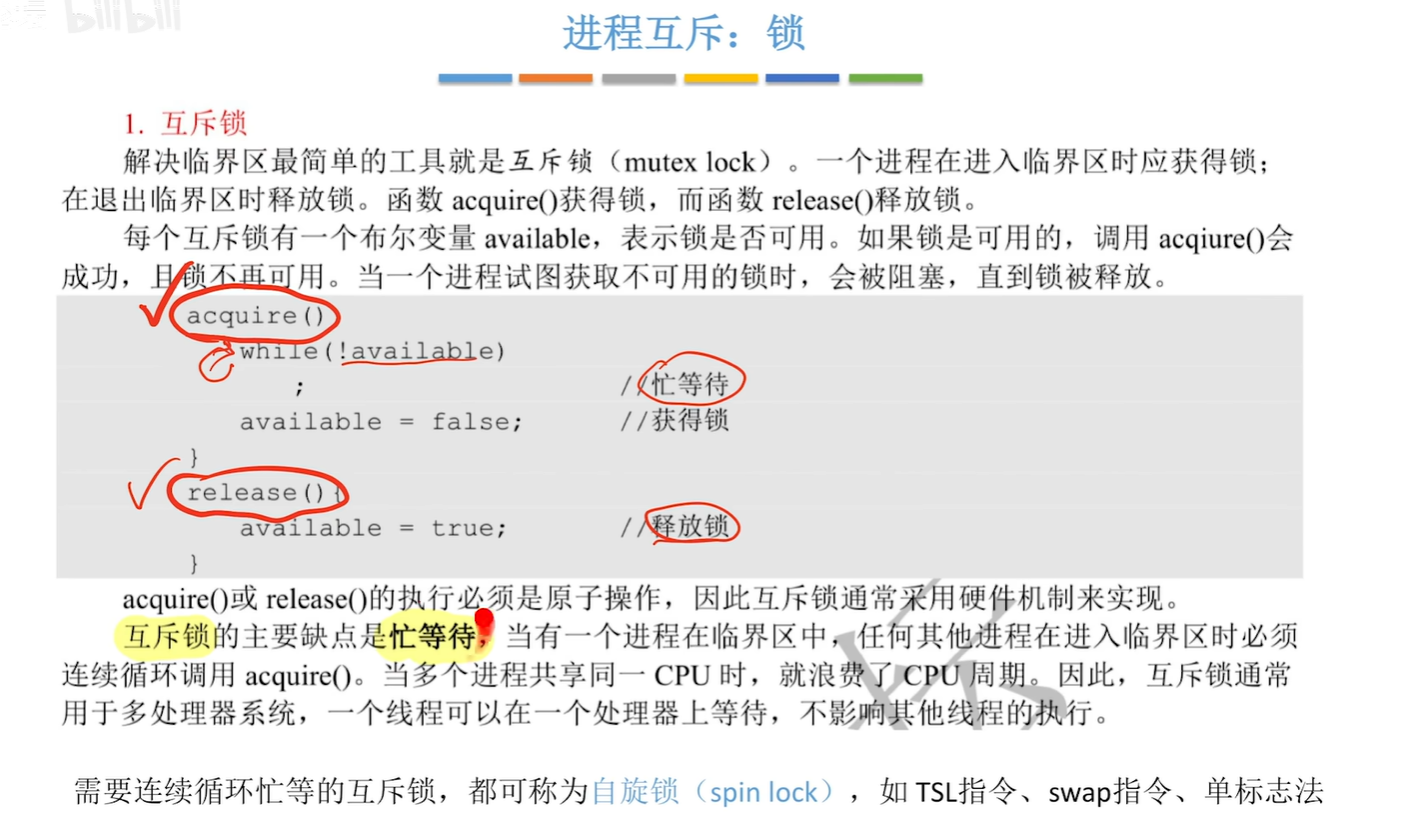 bilibili
进程互斥：锁
1. 互斥锁
解决临界区最简单的工具就是互斥锁（mutex lock）。一个进程在进入临界区时应获得锁；
在退出临界区时释放锁。函数 acquire()获得锁，而函数 release()释放锁。
每个互斥锁有一个布尔变量 available，表示锁是否可用。如果锁是可用的，调用 acqiure()会
成功，且锁不再可用。当一个进程试图获取不可用的锁时，会被阻塞，直到锁被释放。
acquire()
while(!available)
; //忙等待
available = false; //获得锁
}
release(){
available = true; //释放锁
}
acquire()或 release()的执行必须是原子操作，因此互斥锁通常采用硬件机制来实现。
互斥锁的主要缺点是忙等待，当有一个进程在临界区中，任何其他进程在进入临界区时必须
连续循环调用 acquire()。当多个进程共享同一 CPU 时，就浪费了 CPU 周期。因此，互斥锁通常
用于多处理器系统，一个线程可以在一个处理器上等待，不影响其他线程的执行。
需要连续循环忙等的互斥锁，都可称为自旋锁（spin lock），如 TSL指令、swap指令、单标志法